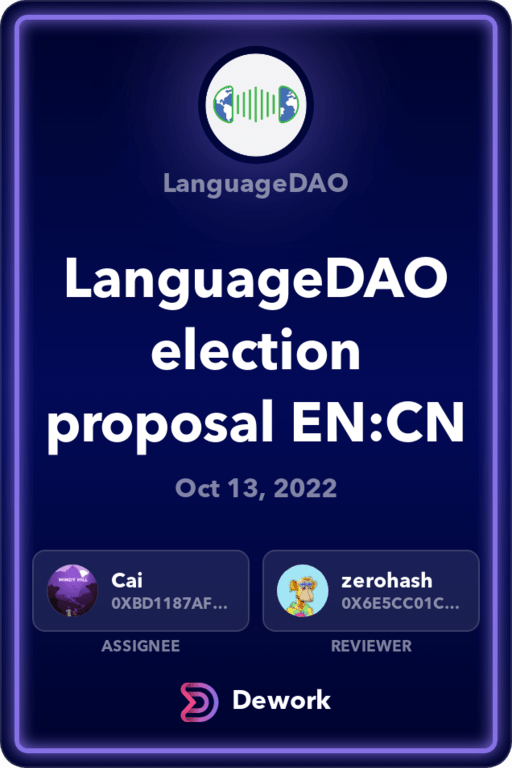 LanguageDAO
LanguageDAO
election
proposal EN:CN
Oct 13, 2022
Cai
0XBD1187AF...
zerohash
0X6E5CC01C...
ASSIGNEE
REVIEWER
Dework